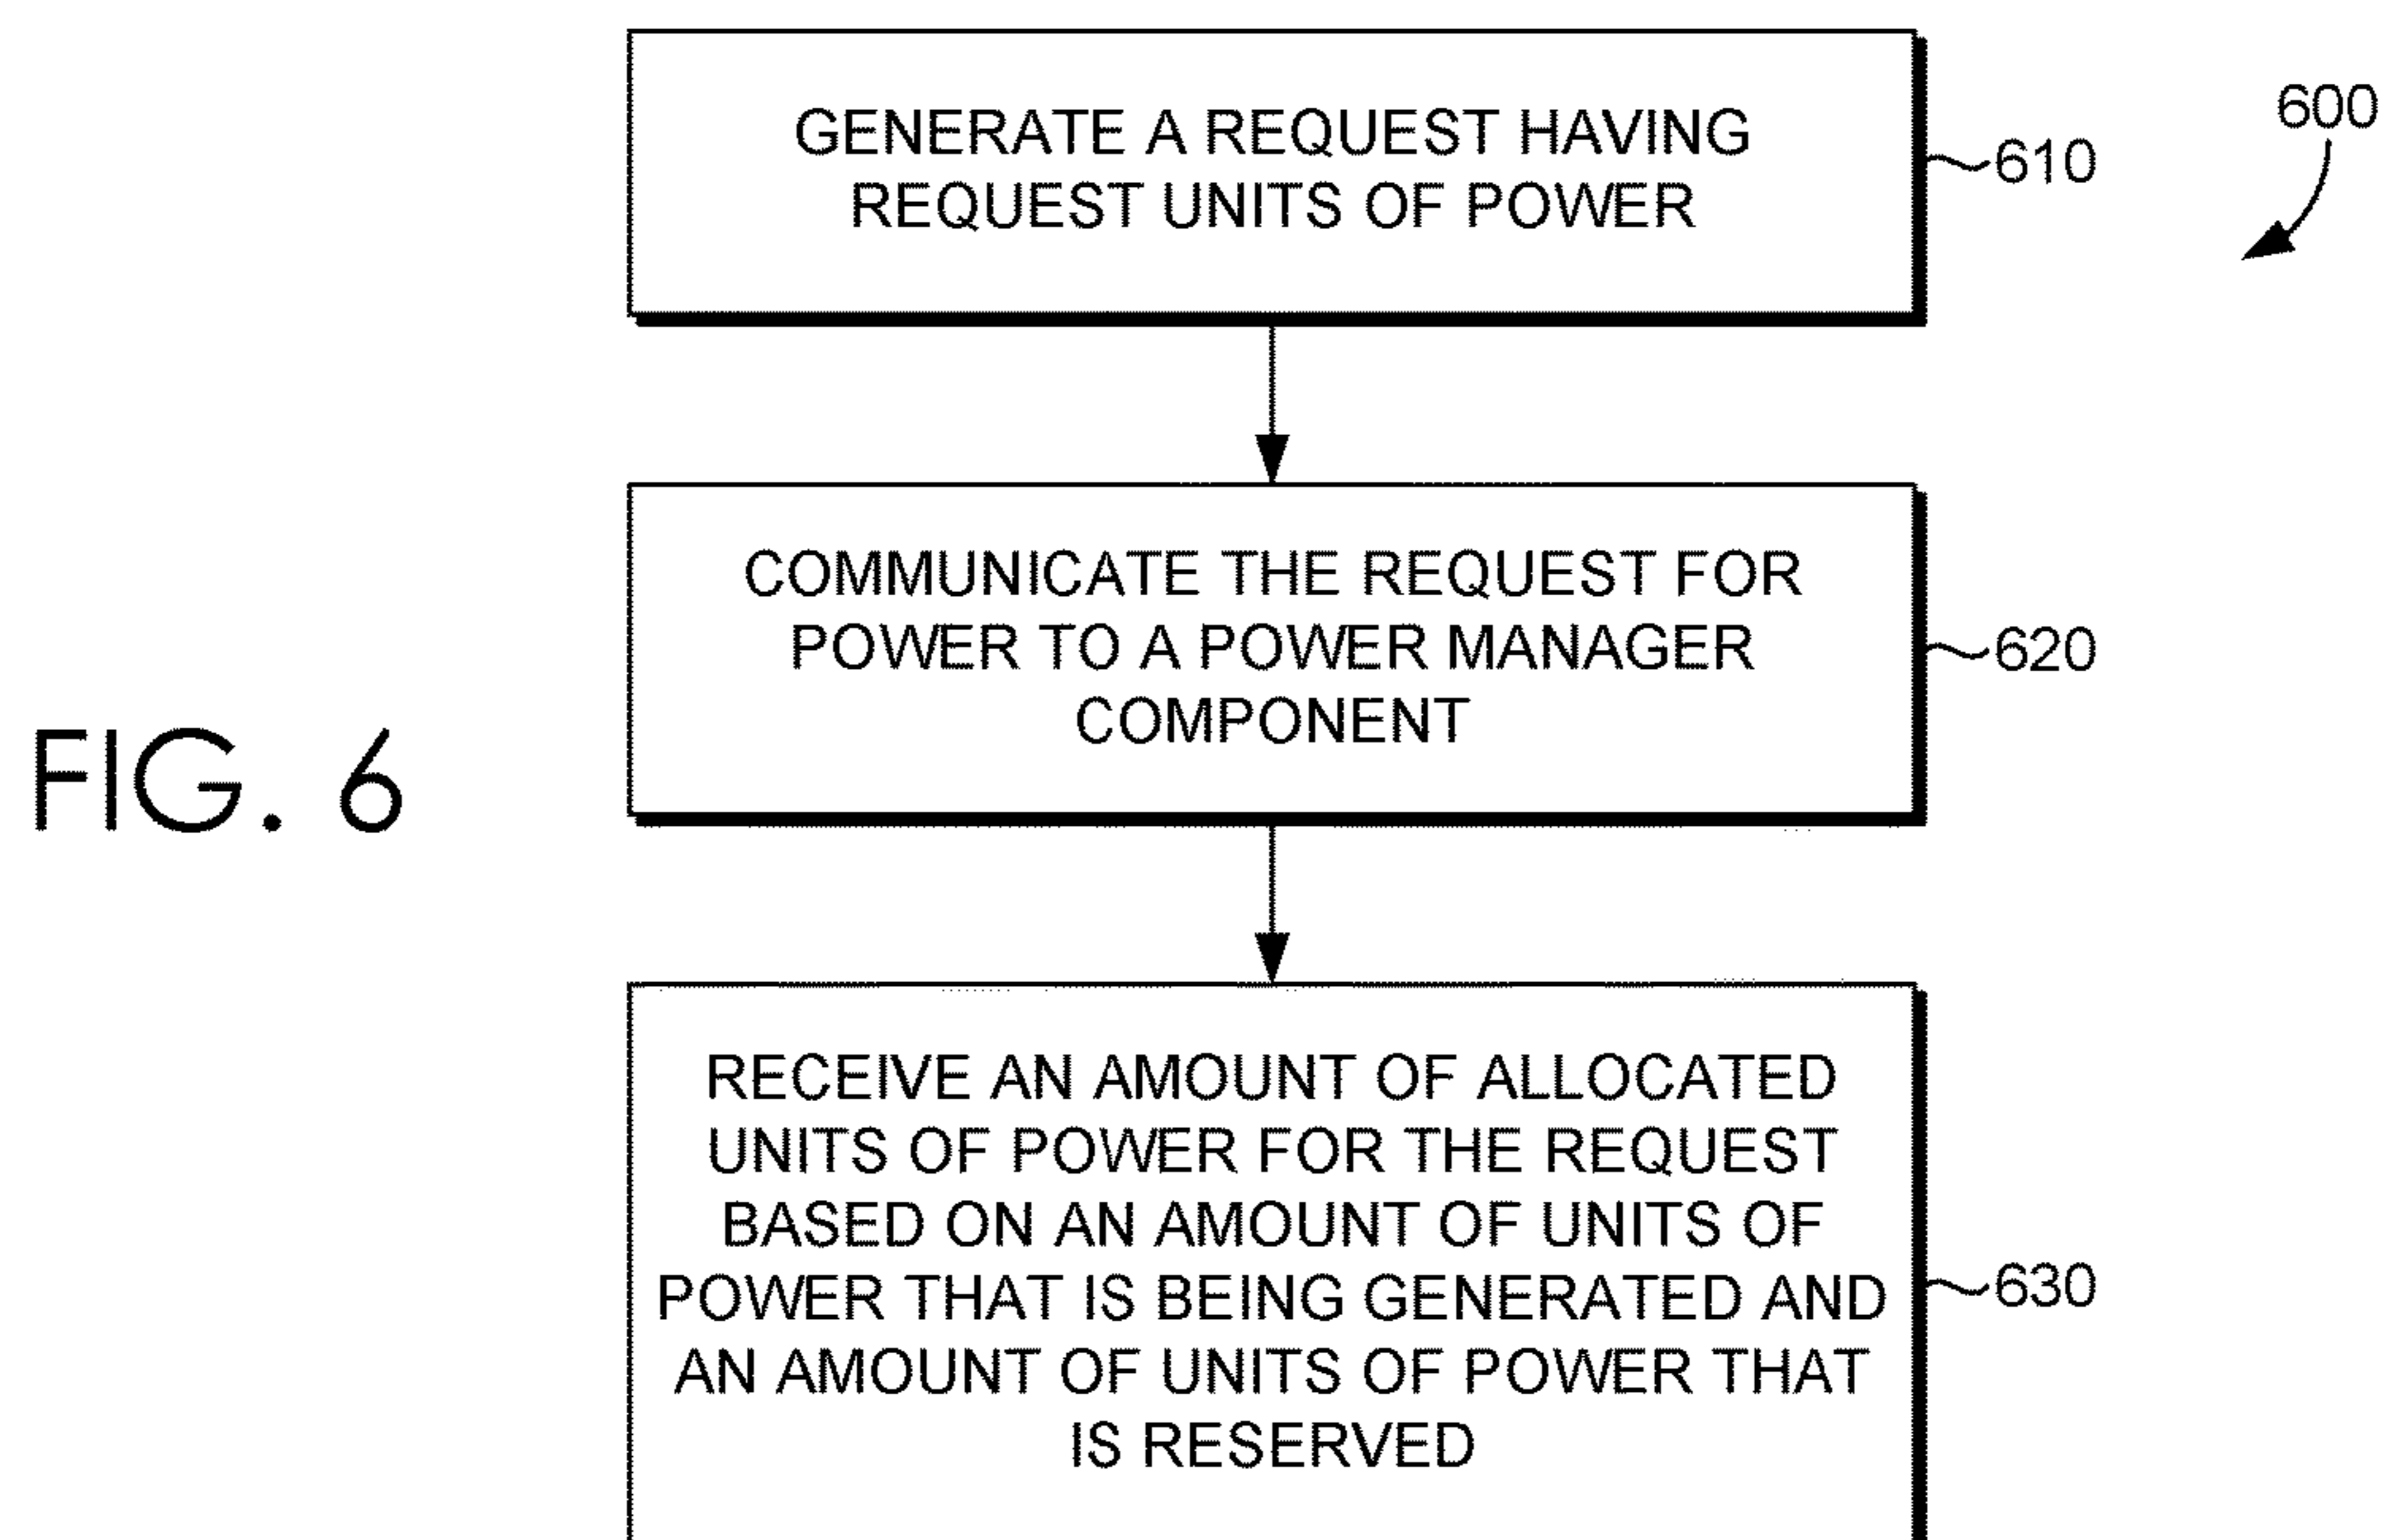 GENERATE A REQUEST HAVING
REQUEST UNITS OF POWER
610
600
COMMUNICATE THE REQUEST FOR
POWER TO A POWER MANAGER
COMPONENT
620
FIG. 6
RECEIVE AN AMOUNT OF ALLOCATED
UNITS OF POWER FOR THE REQUEST
BASED ON AN AMOUNT OF UNITS OF
POWER THAT IS BEING GENERATED AND
AN AMOUNT OF UNITS OF POWER THAT
IS RESERVED
630